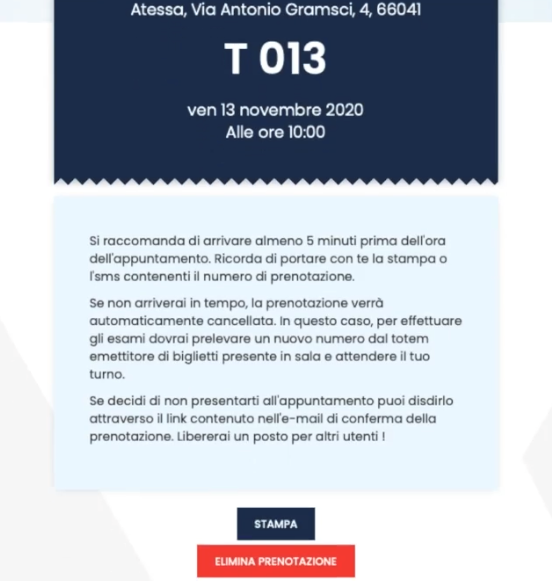 Atessa, Via Antonio Gramsci, 4, 66041
T 013
ven 13 novembre 2020
Alle ore 10:00
Si raccomanda di arrivare almeno 5 minuti prima dell'ora
dell'appuntamento. Ricorda di portare con te la stampa o
l'sms contenenti il numero di prenotazione.
Se non arriverai in tempo, la prenotazione verrà
automaticamente cancellata. In questo caso, per effettuare
gli esami dovrai prelevare un nuovo numero dal totem
emettitore di biglietti presente in sala e attendere il tuo
turno.
Se decidi di non presentarti all'appuntamento puoi disdirlo
attraverso il link contenuto nell'e-mail di conferma della
prenotazione. Libererai un posto per altri utenti !
STAMPA
ELIMINA PRENOTAZIONE